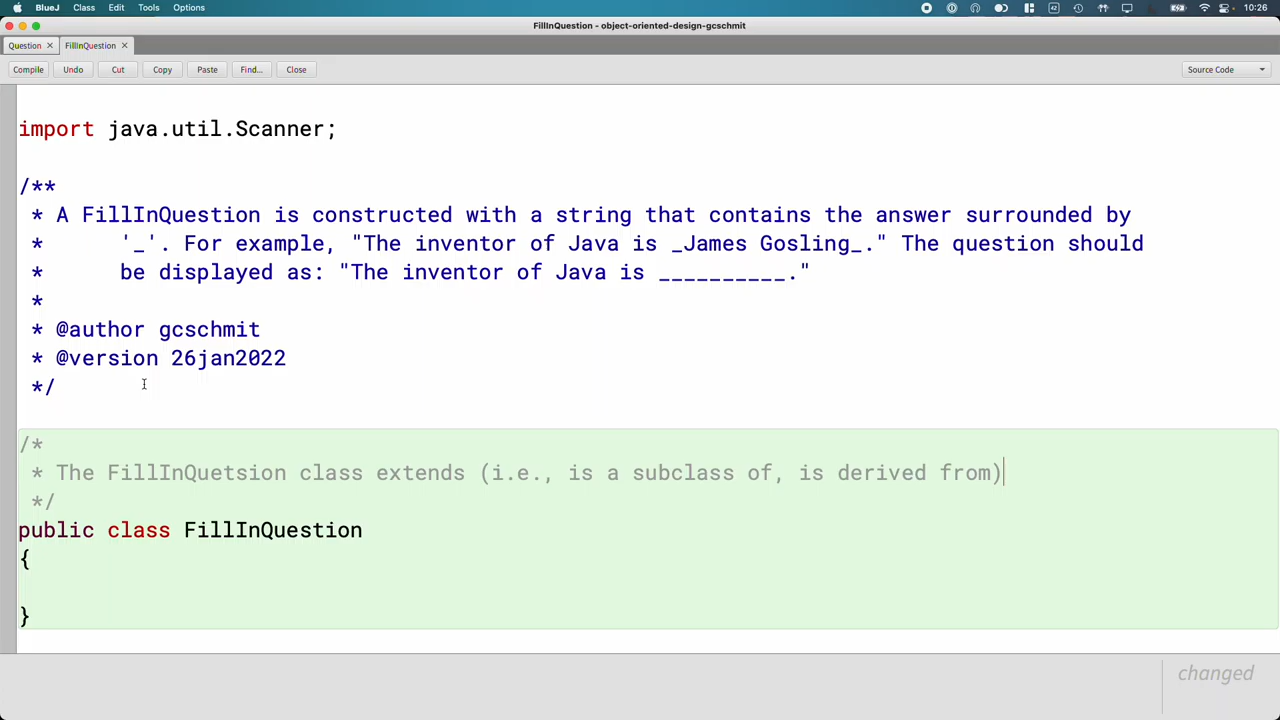 BlueJ Class Edit Tools Options 10:26
FillInQuestion - object-oriented-design-gcschmit
Question × FillInQuestion ×
Compile Undo Cut Copy Paste Find... Close Source Code
import java.util.Scanner;
/**
* A FillInQuestion is constructed with a string that contains the answer surrounded by
* '_'. For example, "The inventor of Java is _James Gosling_." The question should
* be displayed as: "The inventor of Java is __________."
*
* @author gcschmit
* @version 26jan2022
*/
/*
* The FillInQuetsion class extends (i.e., is a subclass of, is derived from)
*/
public class FillInQuestion
{
}
changed